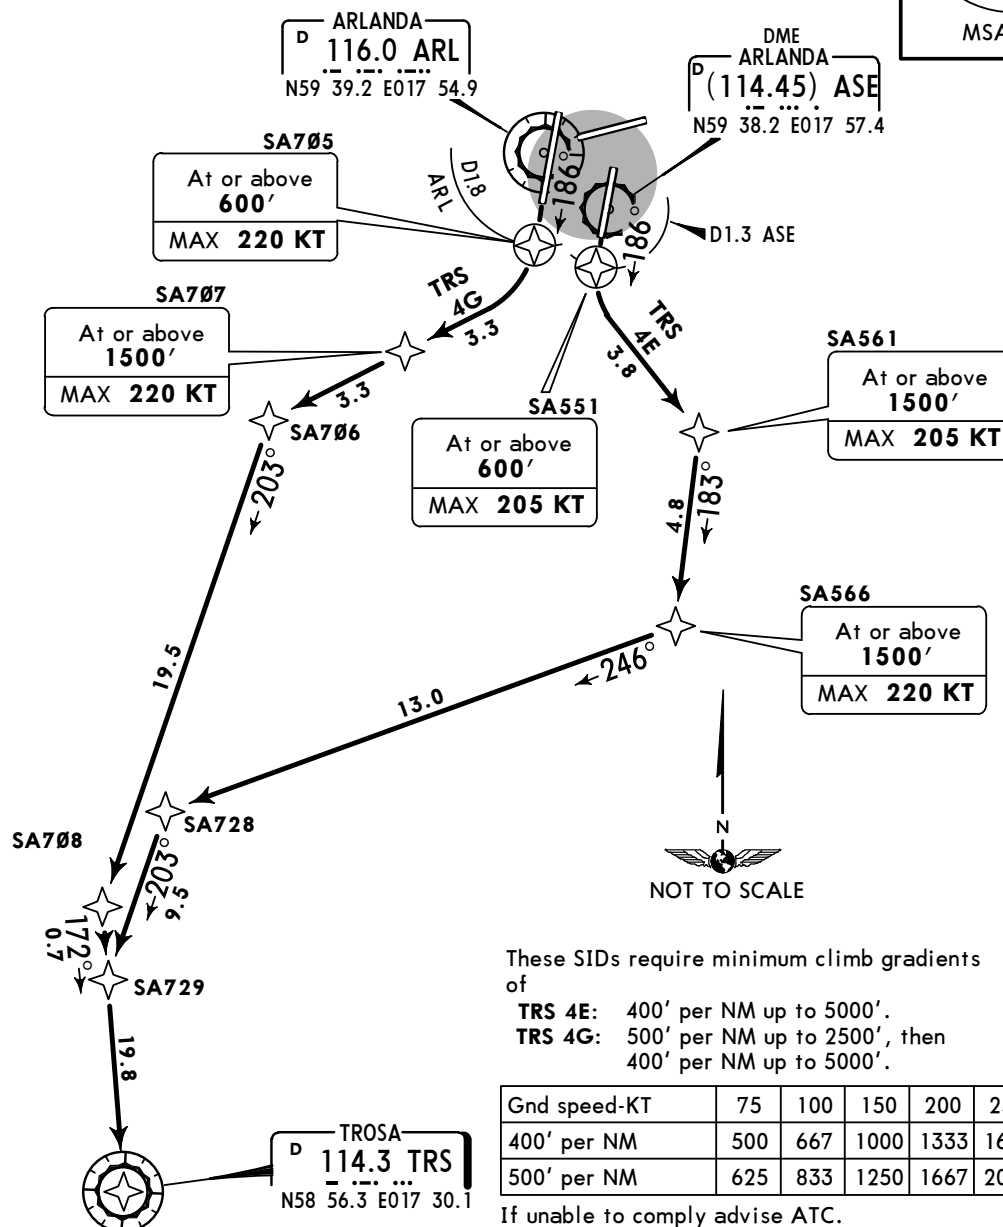 MSA
ARLANDA
D 116.0 ARL
N59 39.2 E017 54.9
DME
ARLANDA
D (114.45) ASE
N59 38.2 E017 57.4
SA7Ø5
At or above
600'
MAX 220 KT
D1.8
ARL
186°
186°
D1.3 ASE
TRS
4G
3.3
TRS
4E
3.8
SA7Ø7
At or above
1500'
MAX 220 KT
3.3
SA7Ø6
SA551
At or above
600'
MAX 205 KT
SA561
At or above
1500'
MAX 205 KT
203°
183°
4.8
SA566
At or above
1500'
MAX 220 KT
246°
13.0
19.5
SA728
SA7Ø8
203°
9.5
172°
0.7
SA729
19.8
N
NOT TO SCALE
These SIDs require minimum climb gradients
of
TRS 4E: 400' per NM up to 5000'.
TRS 4G: 500' per NM up to 2500', then
400' per NM up to 5000'.
Gnd speed-KT 75 100 150 200
400' per NM 500 667 1000 1333
500' per NM 625 833 1250 1667
If unable to comply advise ATC.
TROSA
D 114.3 TRS
N58 56.3 E017 30.1